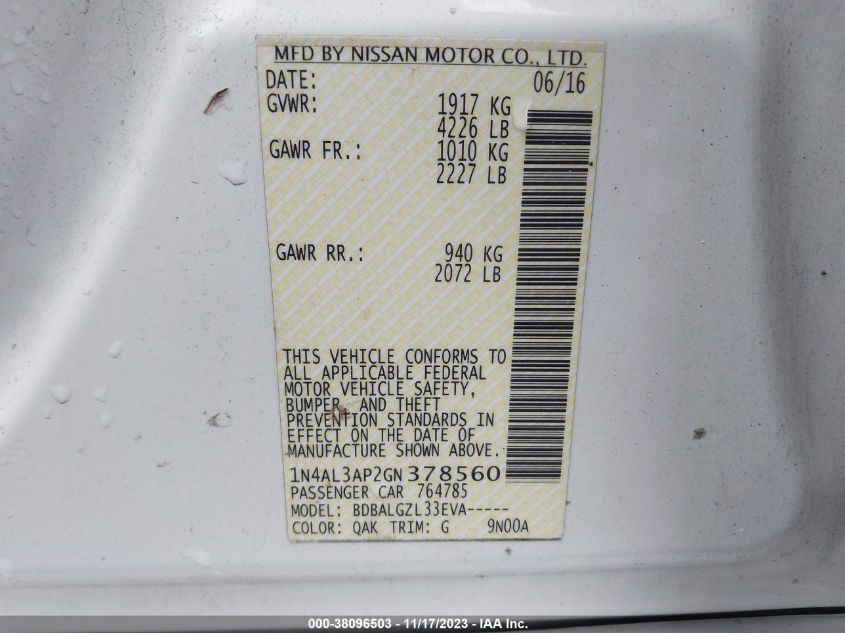 MFD BY NISSAN MOTOR CO., LTD.
DATE: 06/16
GVWR: 1917 KG
4226 LB
GAWR FR.: 1010 KG
2227 LB
GAWR RR.: 940 KG
2072 LB
THIS VEHICLE CONFORMS TO
ALL APPLICABLE FEDERAL
MOTOR VEHICLE SAFETY,
BUMPER, AND THEFT
PREVENTION STANDARDS IN
EFFECT ON THE DATE OF
MANUFACTURE SHOWN ABOVE.
1N4AL3AP2GN378560
PASSENGER CAR 764785
MODEL: BDBALGZL33EVA-----
COLOR: QAK TRIM: G 9N00A
000-38096503 - 11/17/2023 - IAA Inc.